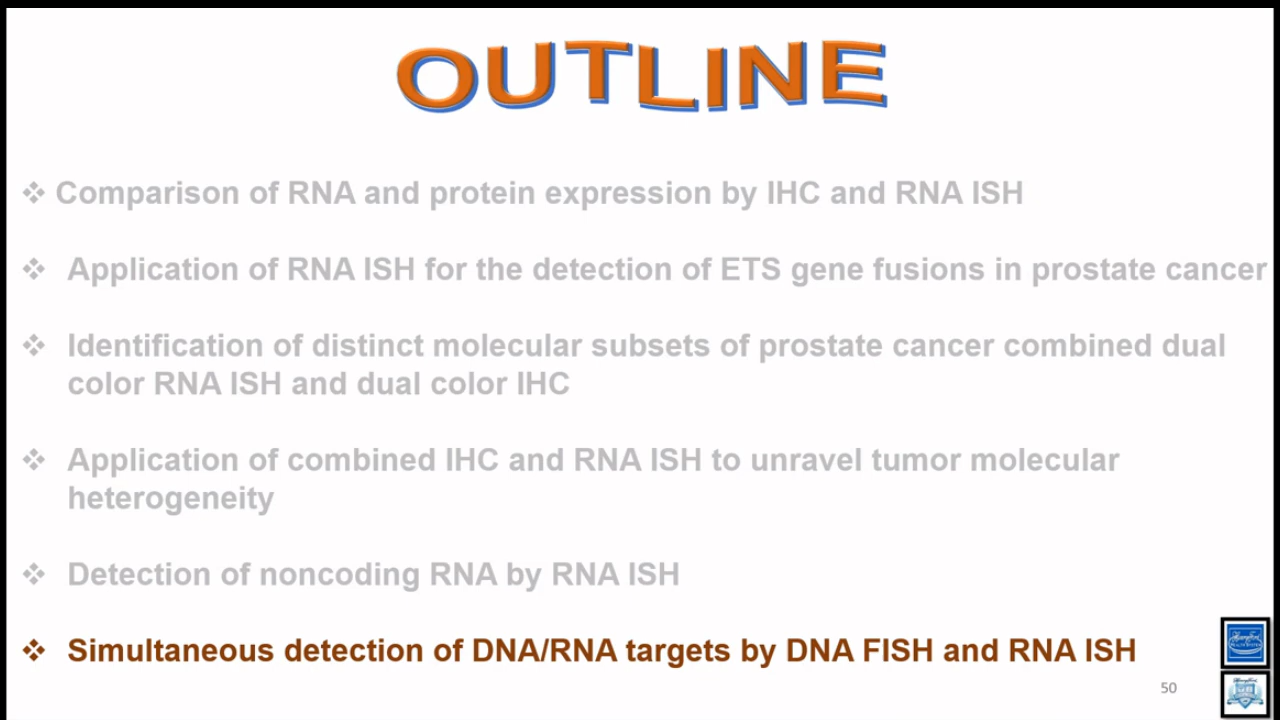 OUTLINE
❖ Comparison of RNA and protein expression by IHC and RNA ISH
❖ Application of RNA ISH for the detection of ETS gene fusions in prostate cancer
❖ Identification of distinct molecular subsets of prostate cancer combined dual
color RNA ISH and dual color IHC
❖ Application of combined IHC and RNA ISH to unravel tumor molecular
heterogeneity
❖ Detection of noncoding RNA by RNA ISH
❖ Simultaneous detection of DNA/RNA targets by DNA FISH and RNA ISH
50